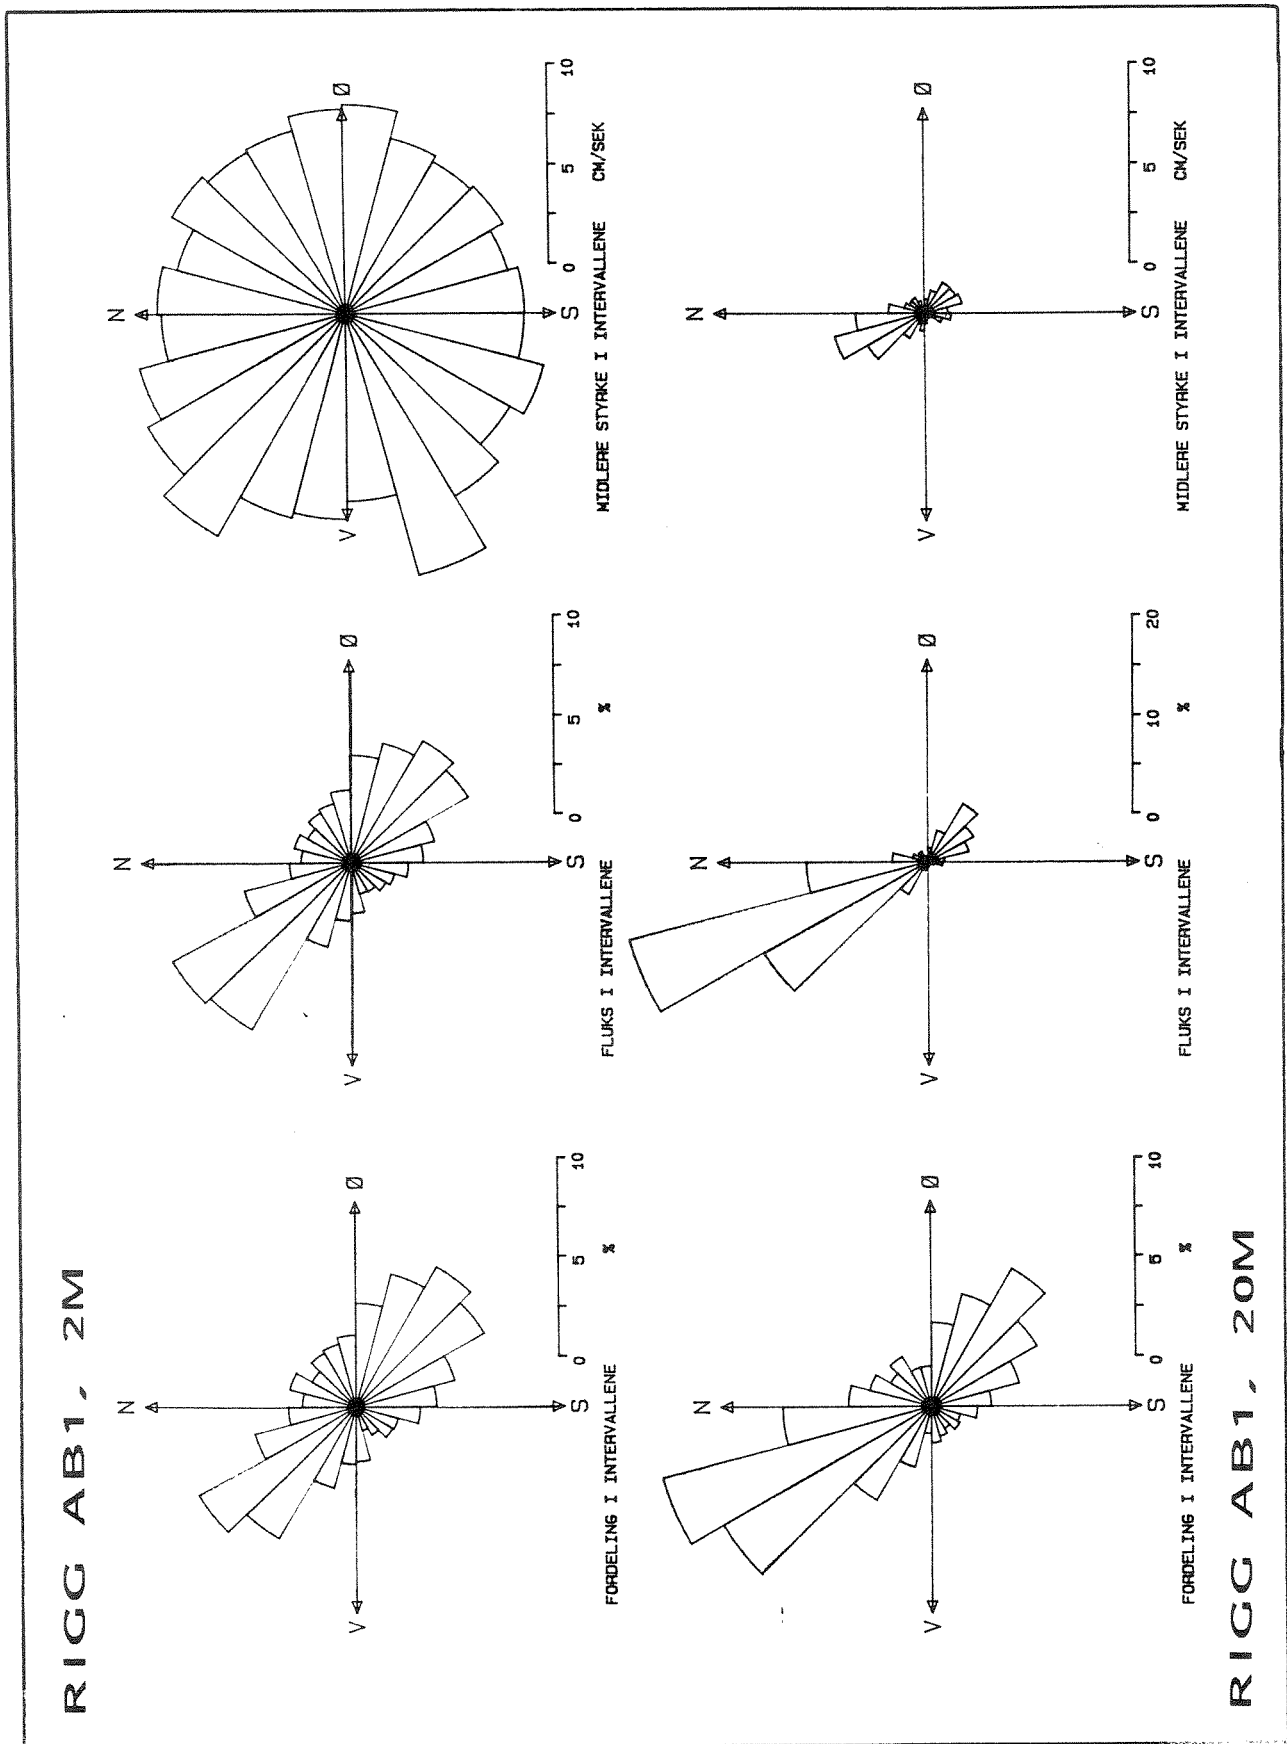 RIGG AB1, 2M
N
Ø
S
V
0 5 10
FORDELING I INTERVALLENE %
N
Ø
S
V
0 5 10
FLUKS I INTERVALLENE %
N
Ø
S
V
0 5 10
MIDLERE STYRKE I INTERVALLENE CM/SEK
N
Ø
S
V
0 5 10
FORDELING I INTERVALLENE %
N
Ø
S
V
0 10 20
FLUKS I INTERVALLENE %
N
Ø
S
V
0 5 10
MIDLERE STYRKE I INTERVALLENE CM/SEK
RIGG AB1, 20M